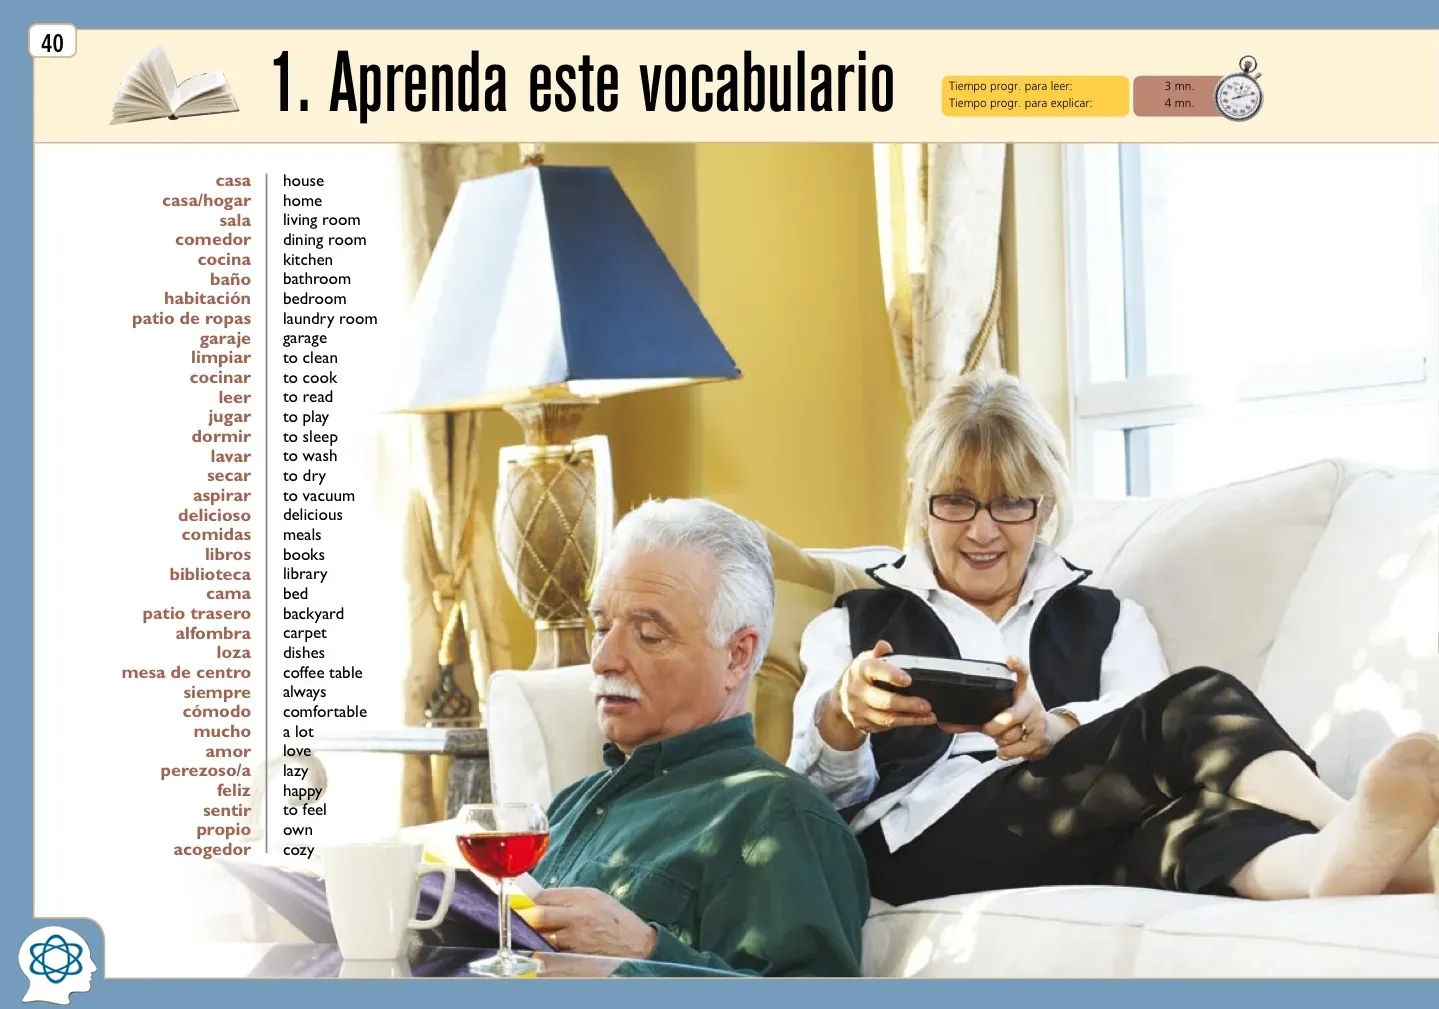 40
1. Aprenda este vocabulario
Tiempo progr. para leer: 3 mn.
Tiempo progr. para explicar: 4 mn.
casa house
casa/hogar home
sala living room
comedor dining room
cocina kitchen
baño bathroom
habitación bedroom
patio de ropas laundry room
garaje garage
limpiar to clean
cocinar to cook
leer to read
jugar to play
dormir to sleep
lavar to wash
secar to dry
aspirar to vacuum
delicioso delicious
comidas meals
libros books
biblioteca library
cama bed
patio trasero backyard
alfombra carpet
loza dishes
mesa de centro coffee table
siempre always
cómodo comfortable
mucho a lot
amor love
perezoso/a lazy
feliz happy
sentir to feel
propio own
acogedor cozy